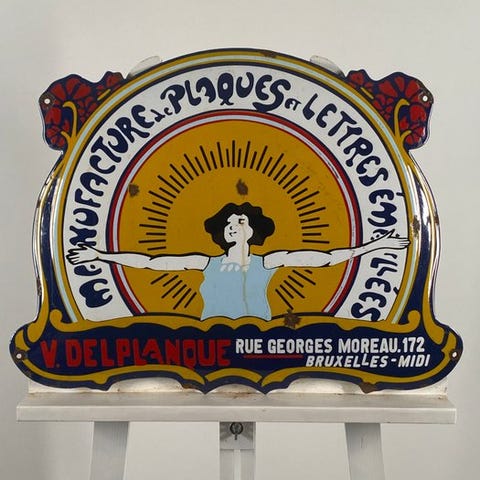 MANUFACTURE de PLAQUES et LETTRES EMAILLÉES
V. DELPLANQUE RUE GEORGES MOREAU.172
BRUXELLES-MIDI